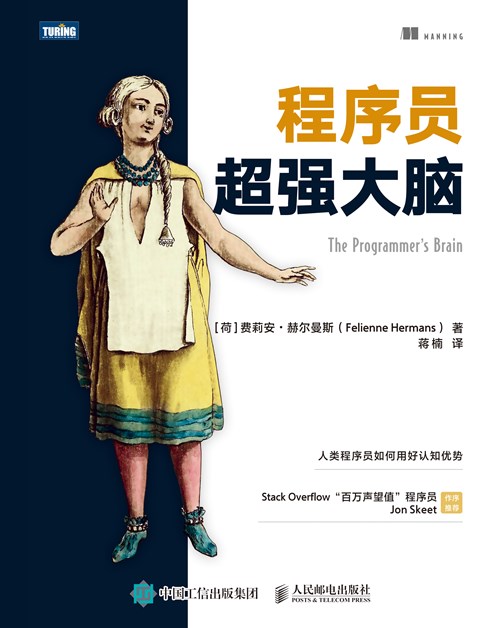 TURING
MANNING
程序员
超强大脑
The Programmer's Brain
[荷]费莉安·赫尔曼斯（Felienne Hermans）著
蒋楠 译
人类程序员如何用好认知优势
Stack Overflow“百万声望值”程序员
Jon Skeet
作序
推荐
中国工信出版集团
人民邮电出版社
POSTS & TELECOM PRESS